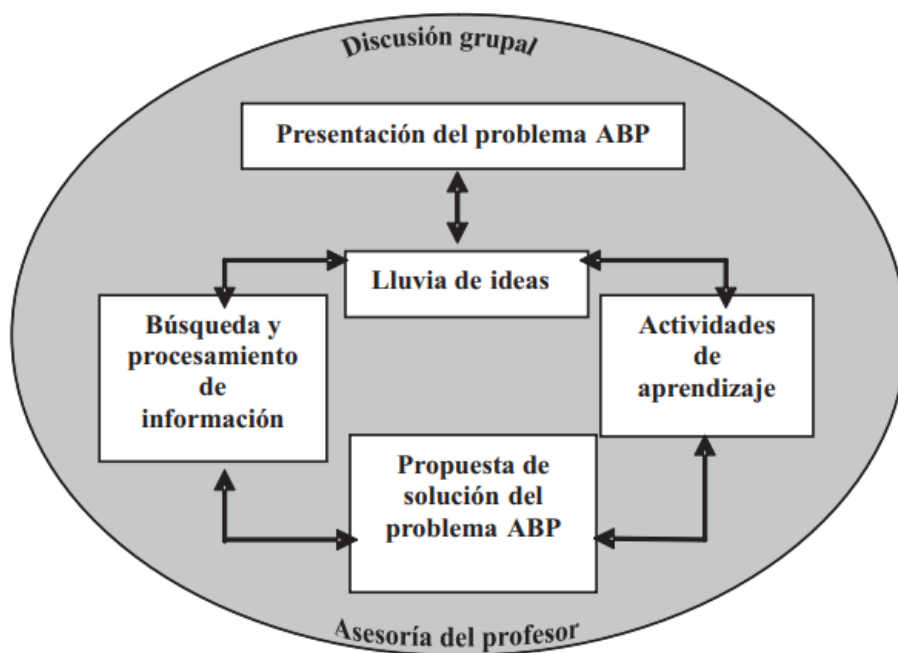 Discusión grupal
Presentación del problema ABP
Lluvia de ideas
Búsqueda y
procesamiento
de
información
Actividades
de
aprendizaje
Propuesta de
solución del
problema ABP
Asesoría del profesor